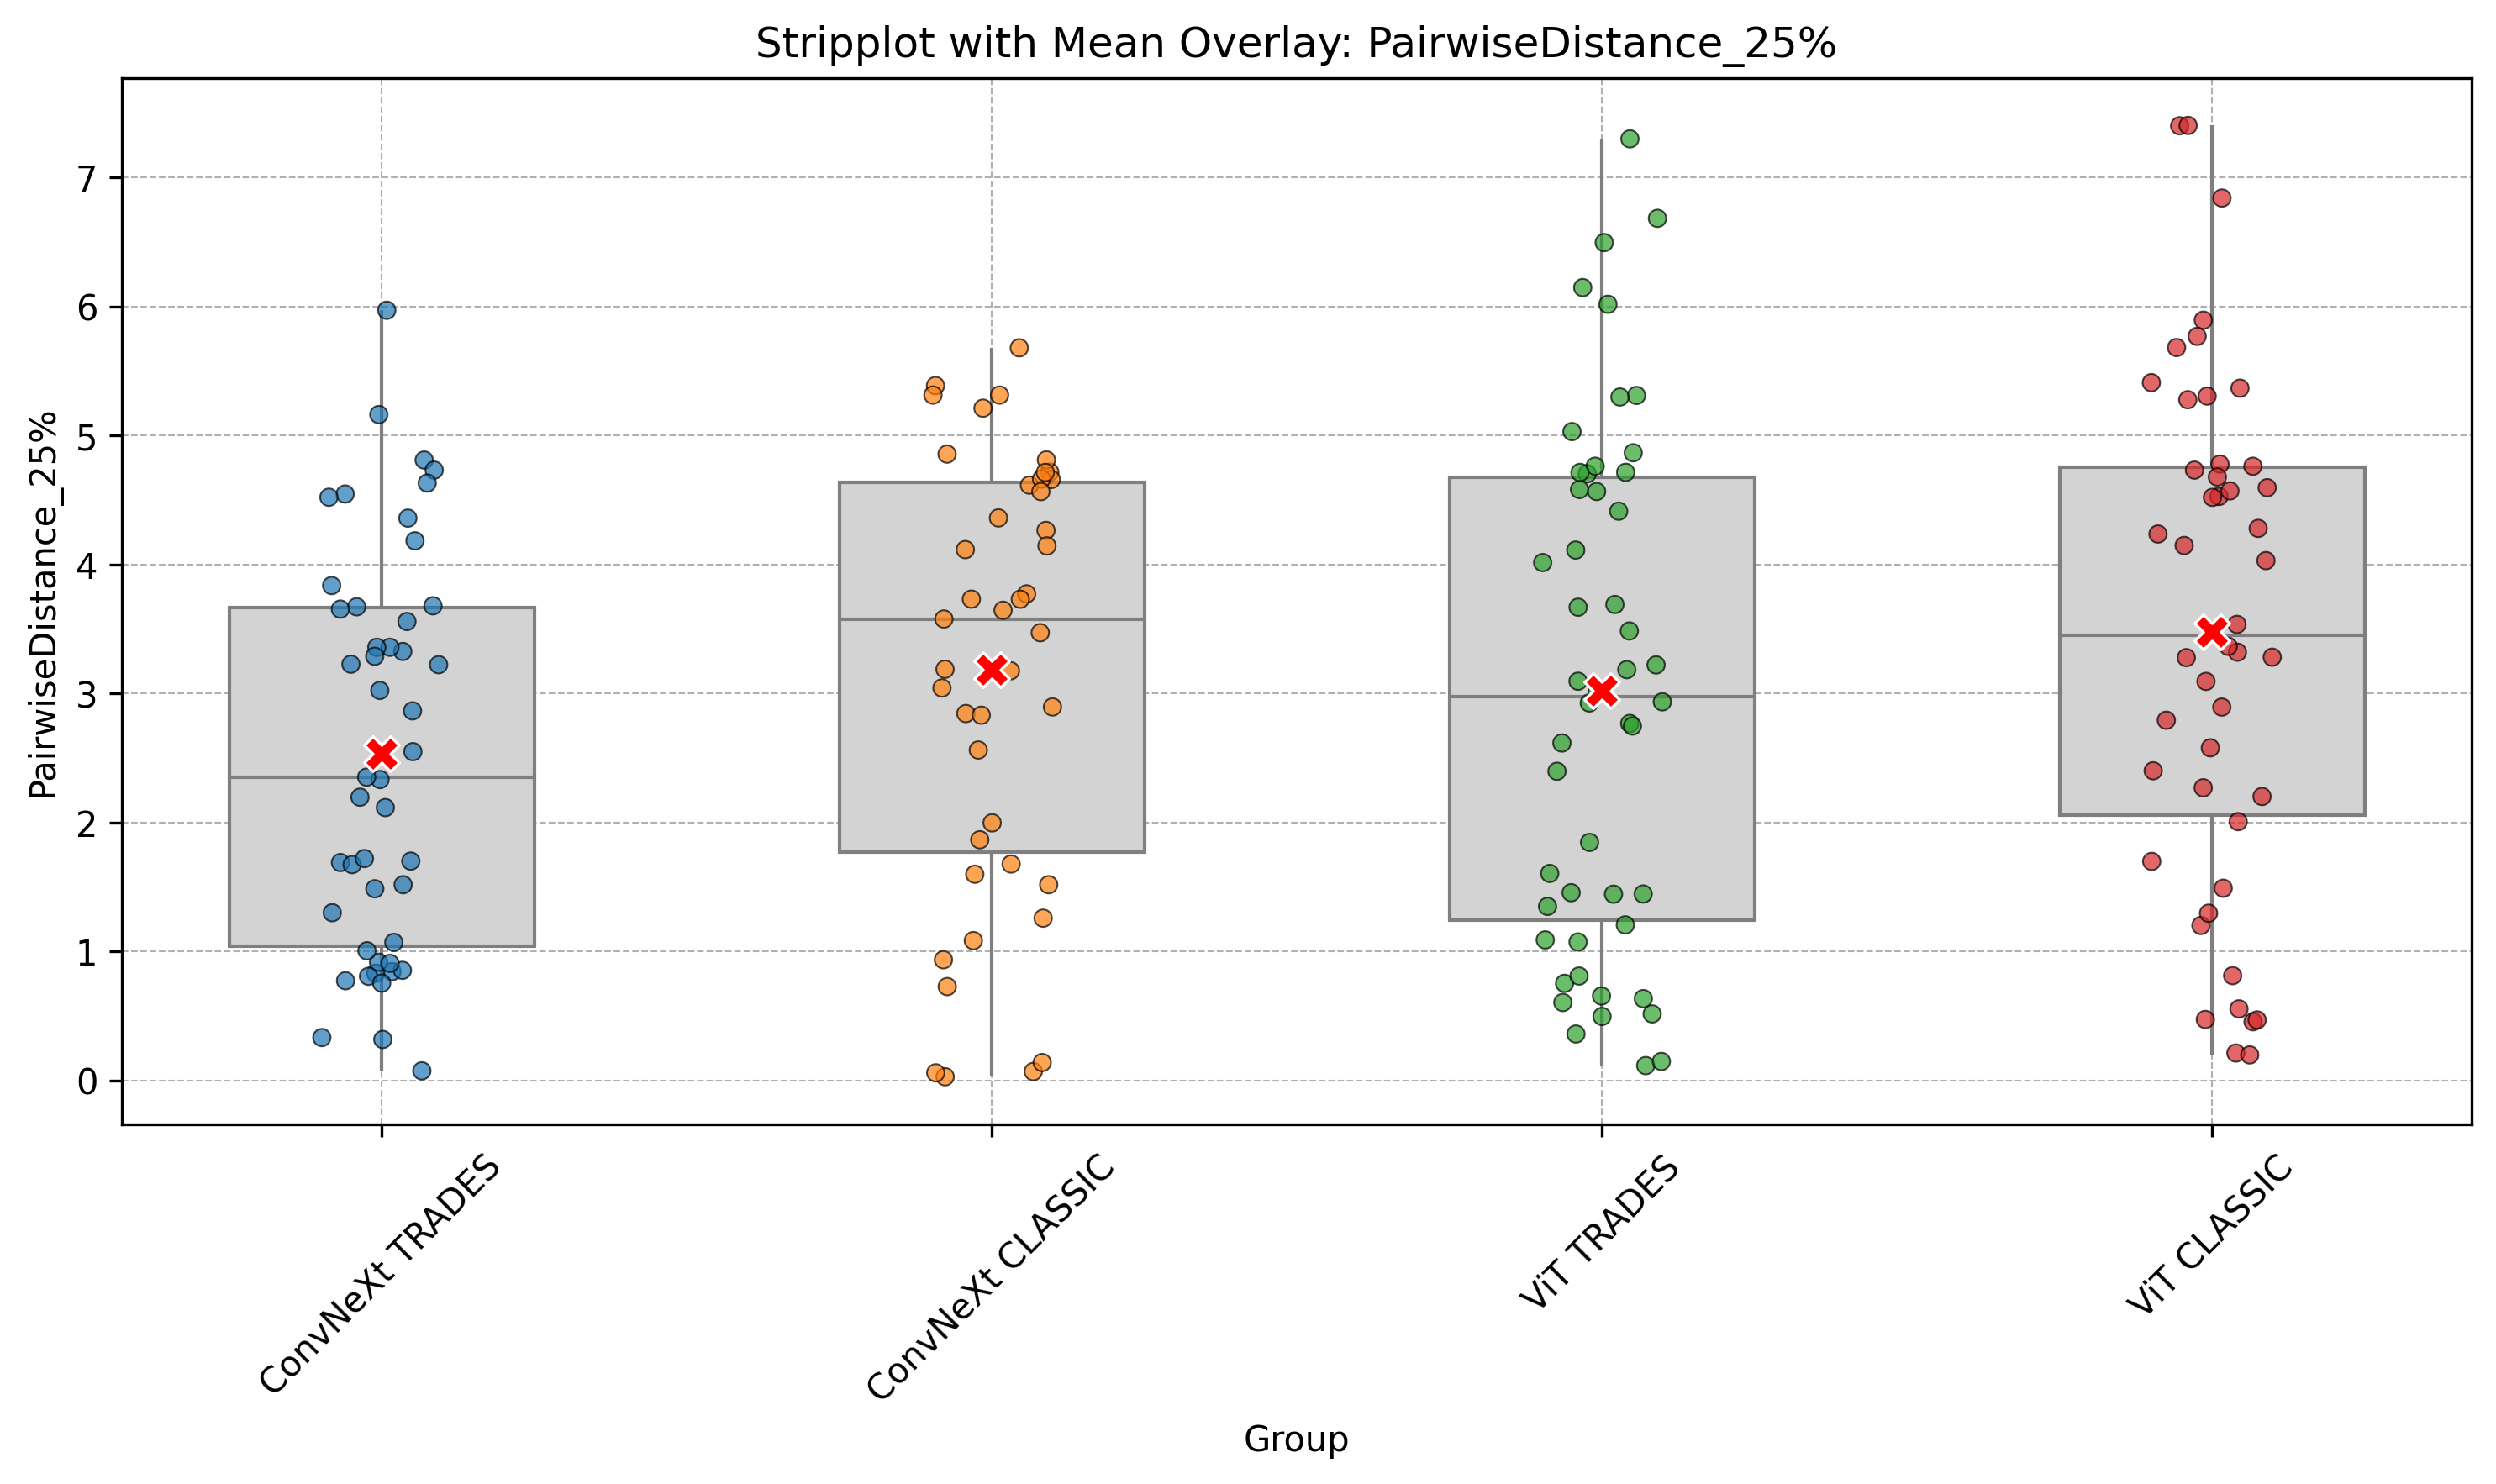 Stripplot with Mean Overlay: PairwiseDistance_25%
PairwiseDistance_25%
7
6
5
4
3
2
1
0
ConvNeXt TRADES
ConvNeXt CLASSIC
ViT TRADES
ViT CLASSIC
Group